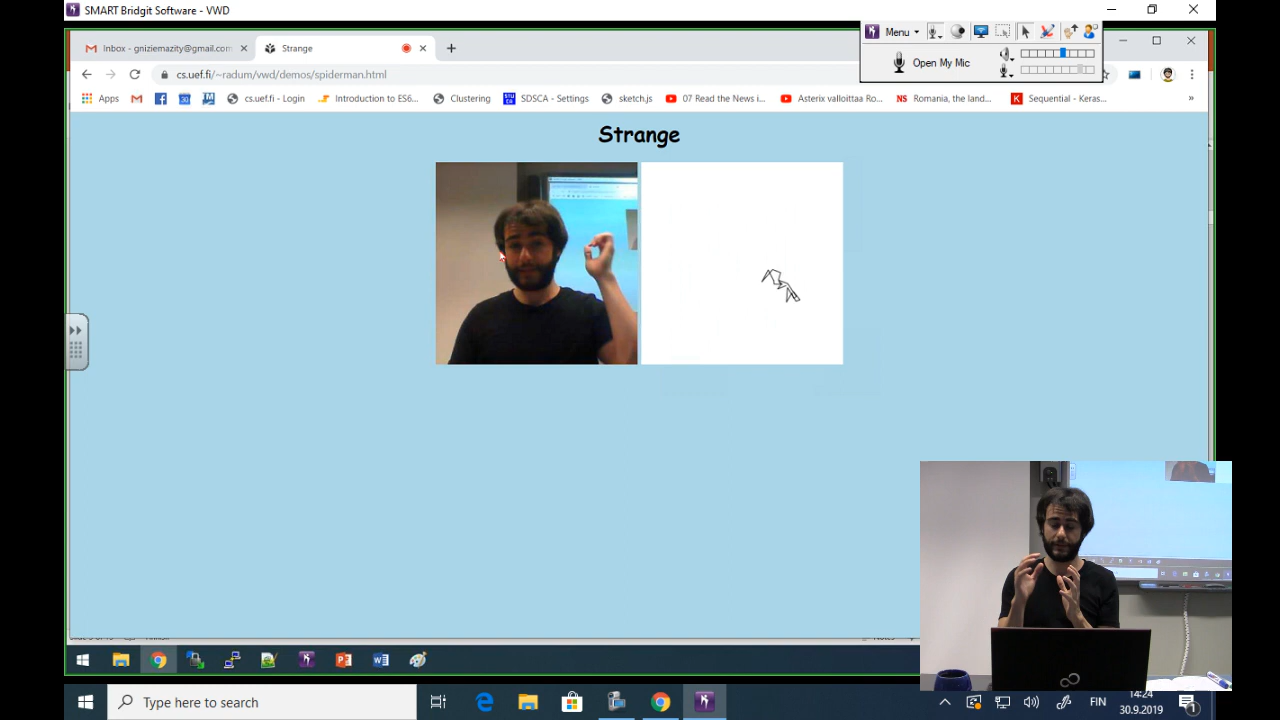 SMART Bridgit Software - VWD
Menu
Open My Mic
Inbox - gniziemazity@gmail.com
Strange
cs.uef.fi/~radum/vwd/demos/spiderman.html
Apps
cs.uef.fi - Login
Introduction to ES6...
Clustering
SDSCA - Settings
sketch.js
07 Read the News i...
Asterix valloittaa Ro...
NS Romania, the land...
K Sequential - Keras...
Strange
Type here to search
FIN
14:24
30.9.2019